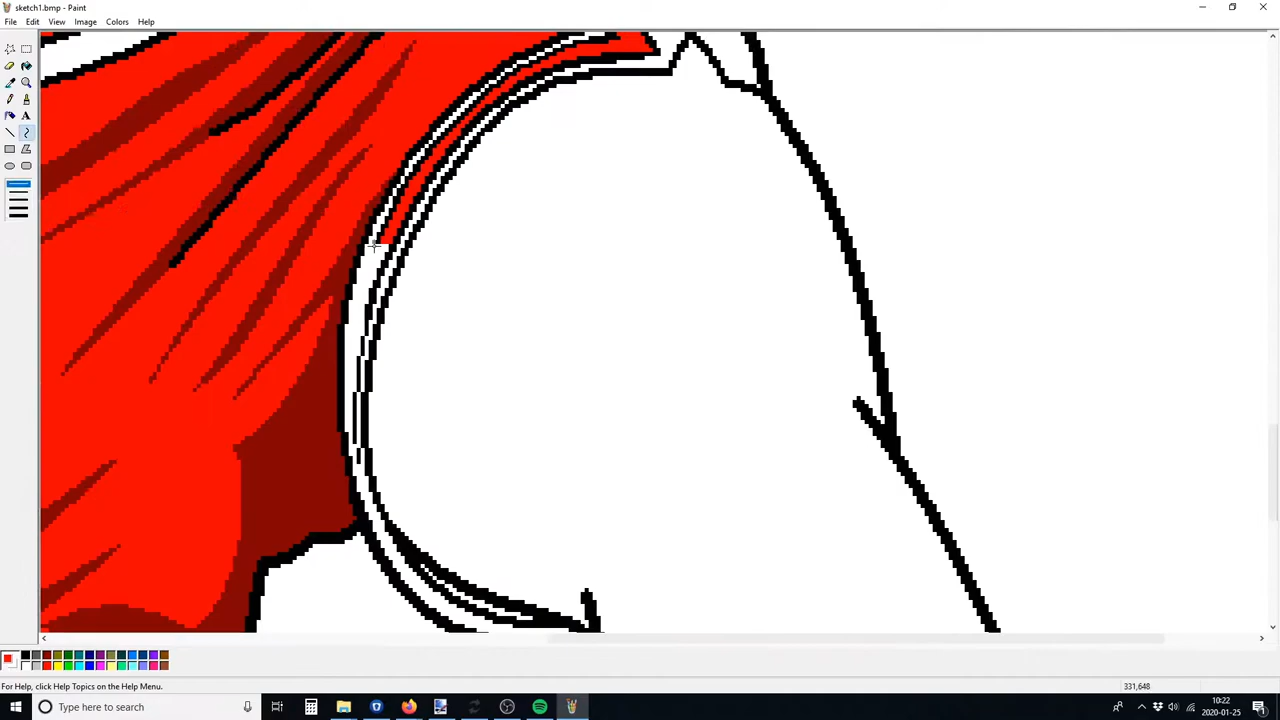 sketch1.bmp - Paint
File Edit View Image Colors Help
For Help, click Help Topics on the Help Menu.
331,648
Type here to search
10:22
2020-01-25